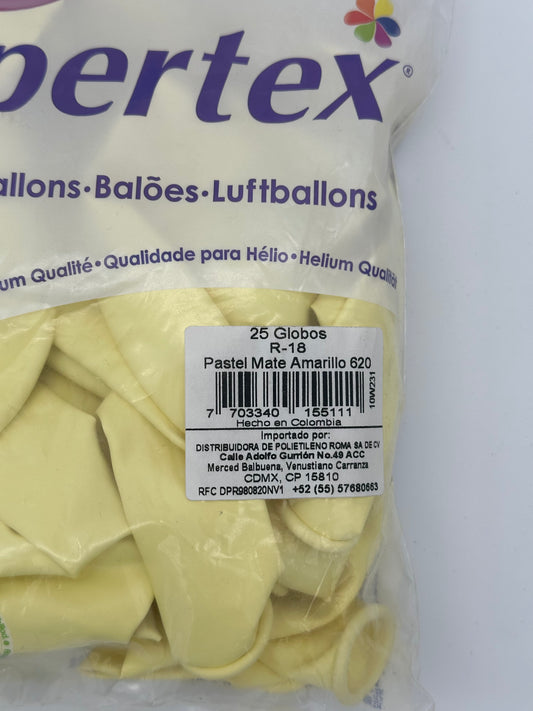 pertex®
allons•Balões•Luftballons
um Qualité•Qualidade para Hélio•Helium Qualität
25 Globos
R-18
Pastel Mate Amarillo 620
10W231
7 703340 155111
Hecho en Colombia
Importado por:
DISTRIBUIDORA DE POLIETILENO ROMA SA DE CV
Calle Adolfo Gurrión No.49 ACC
Merced Balbuena, Venustiano Carranza
CDMX, CP 15810
RFC DPR980820NV1 +52 (55) 57680663